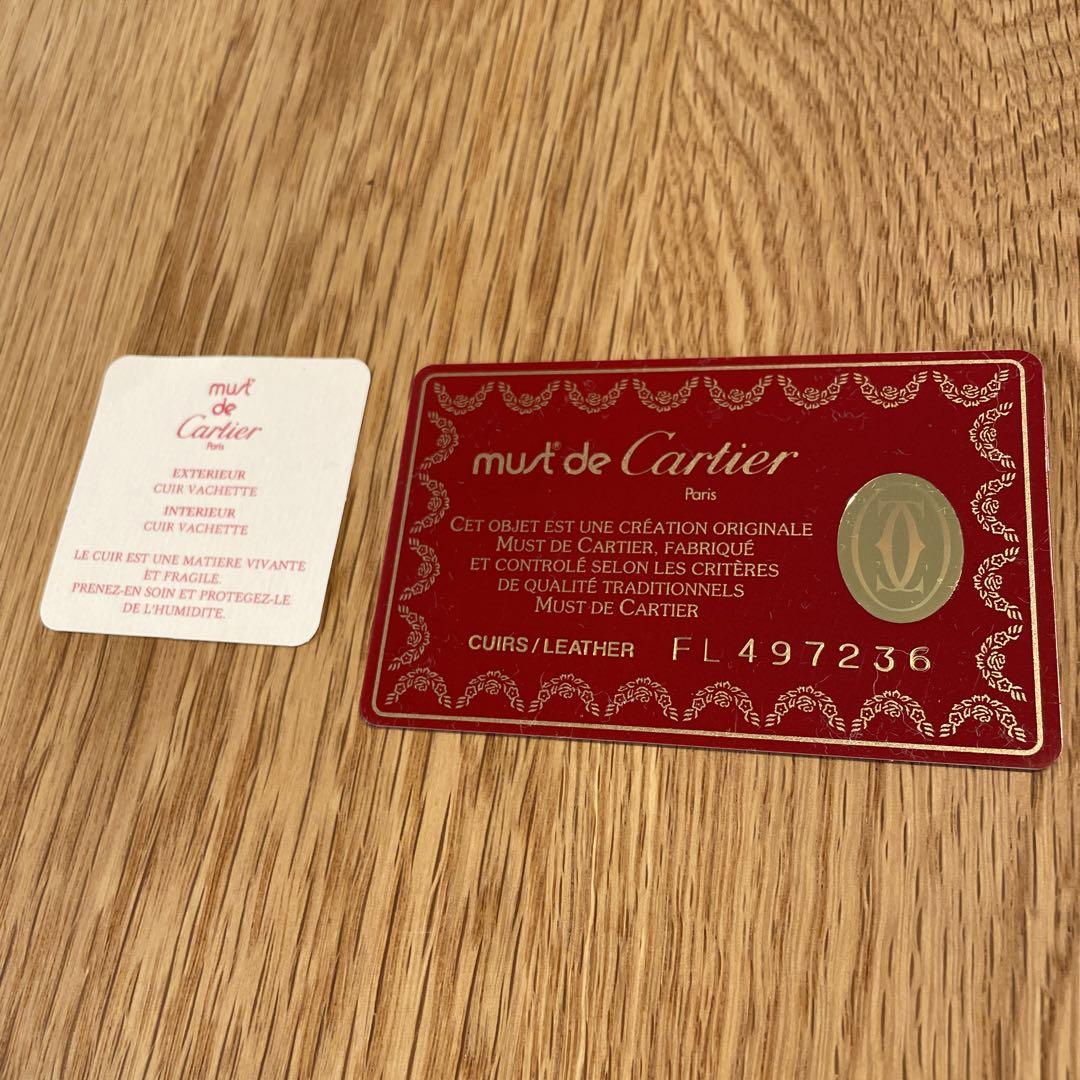 must
de
Cartier
Paris
EXTERIEUR
CUIR VACHETTE
INTERIEUR
CUIR VACHETTE
LE CUIR EST UNE MATIERE VIVANTE
ET FRAGILE.
PRENEZ-EN SOIN ET PROTEGEZ-LE
DE L'HUMIDITE.
must® de Cartier
Paris
CET OBJET EST UNE CRÉATION ORIGINALE
MUST DE CARTIER, FABRIQUÉ
ET CONTROLÉ SELON LES CRITÈRES
DE QUALITÉ TRADITIONNELS
MUST DE CARTIER
CUIRS/LEATHER FL 497236